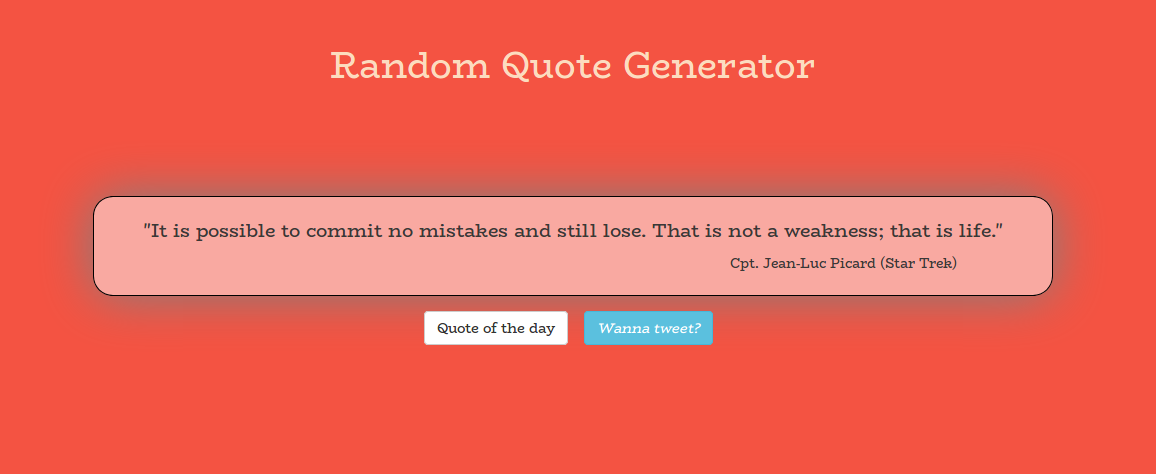 Random Quote Generator
"It is possible to commit no mistakes and still lose. That is not a weakness; that is life."
Cpt. Jean-Luc Picard (Star Trek)
Quote of the day
Wanna tweet?